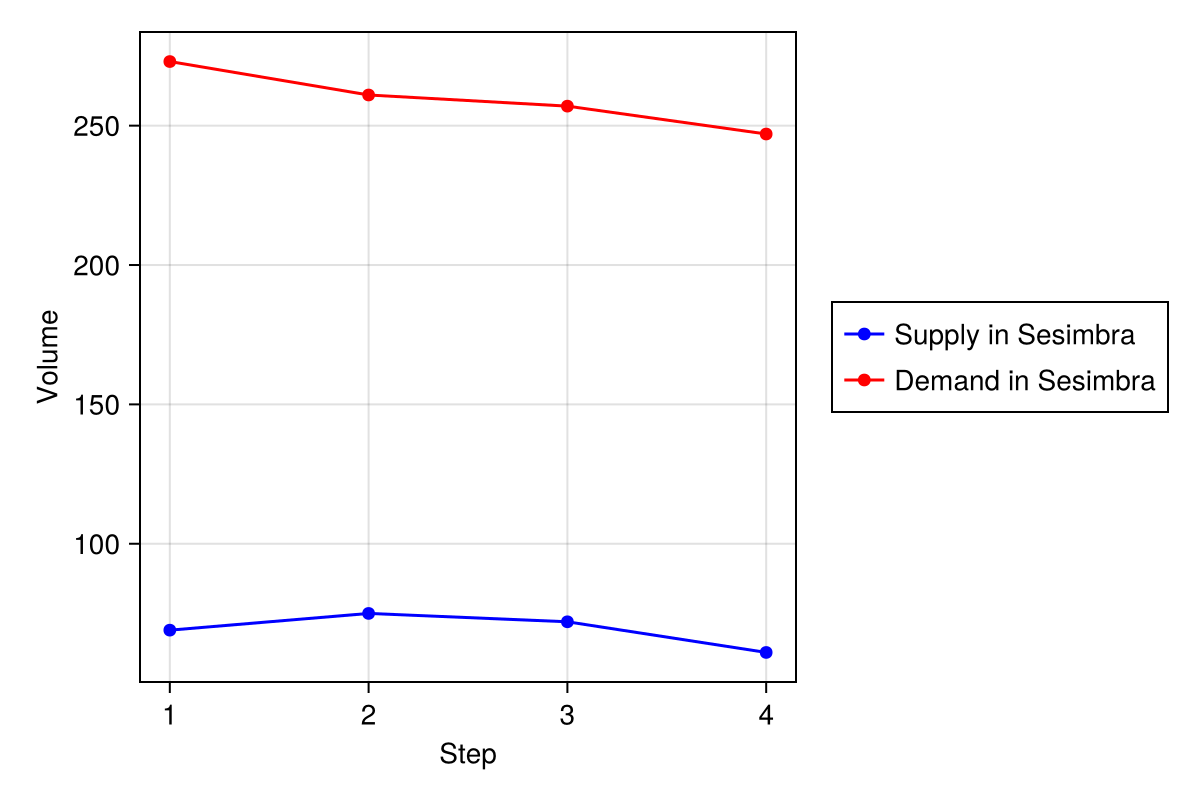 250
200
150
100
Volume
1 2 3 4
Step
Supply in Sesimbra
Demand in Sesimbra